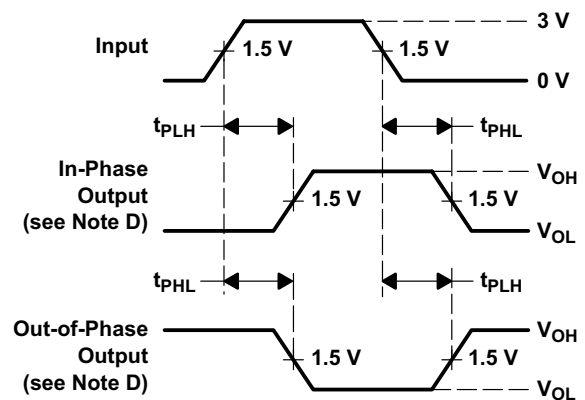 3 V
Input
1.5 V
1.5 V
0 V
tPLH
tPHL
In-Phase
Output
(see Note D)
VOH
1.5 V
1.5 V
VOL
tPHL
tPLH
Out-of-Phase
Output
(see Note D)
VOH
1.5 V
1.5 V
VOL